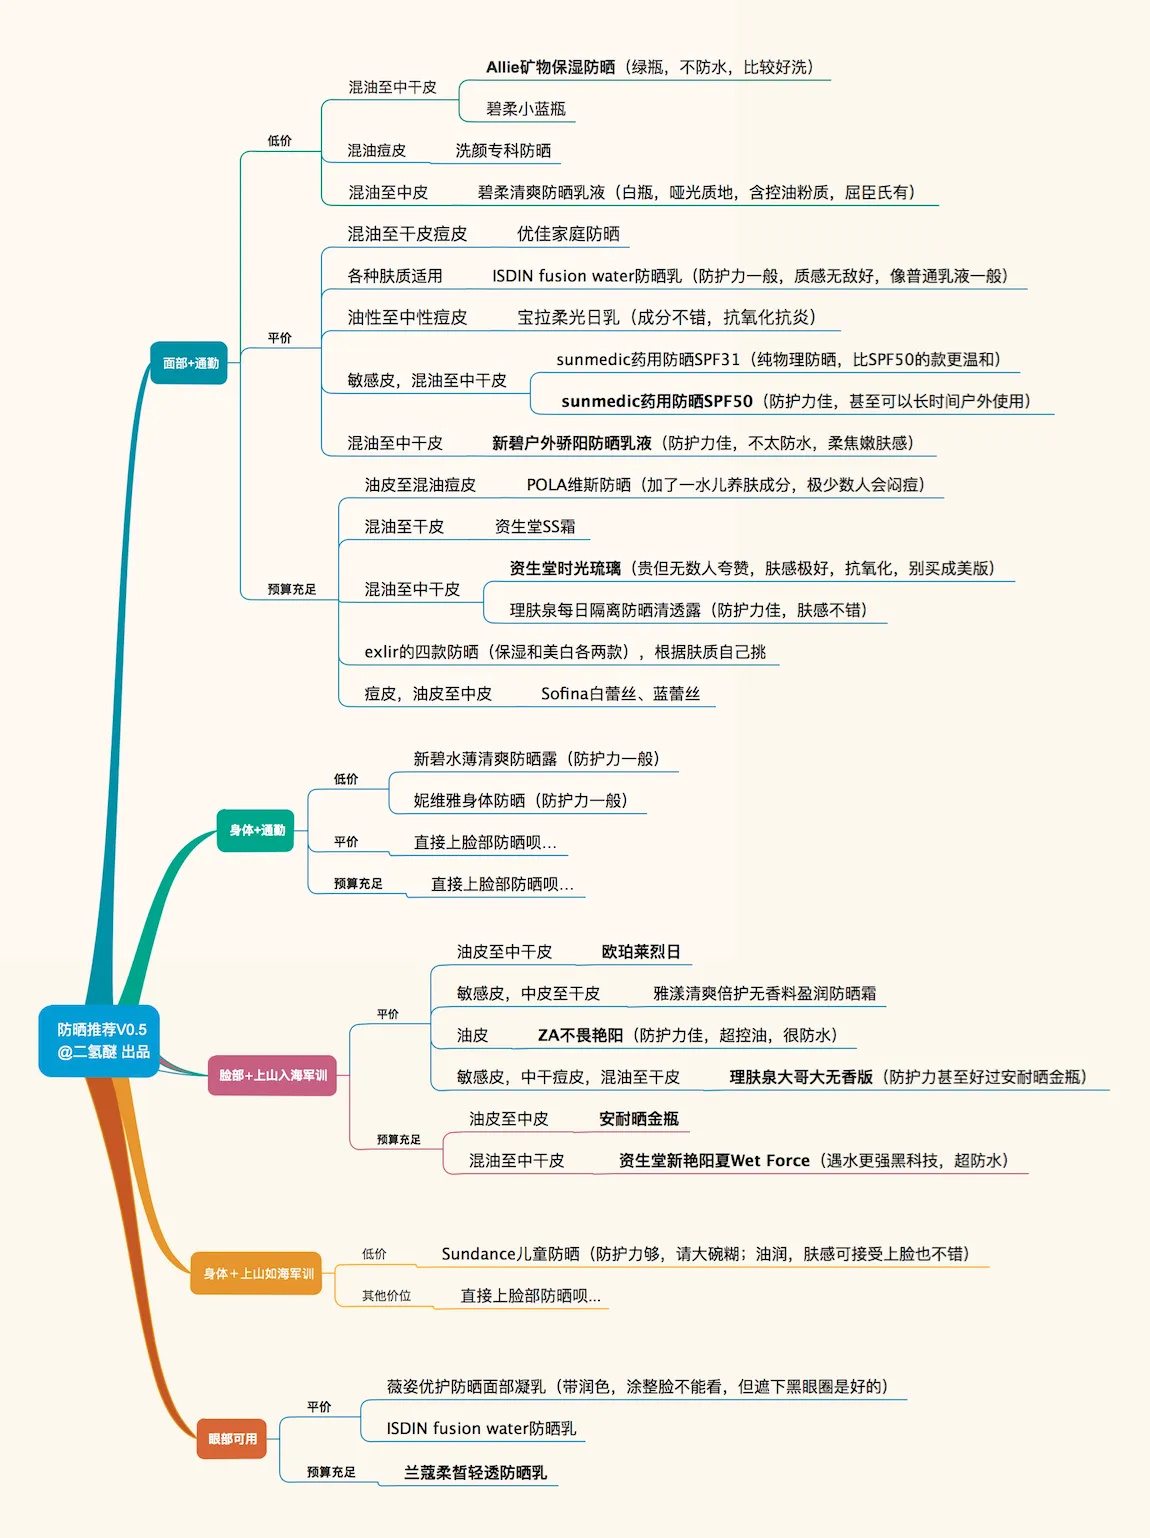 Allie矿物保湿防晒（绿瓶，不防水，比较好洗）
混油至中干皮
碧柔小蓝瓶
低价
混油痘皮
洗颜专科防晒
混油至中皮
碧柔清爽防晒乳液（白瓶，哑光质地，含控油粉质，屈臣氏有）
混油至干皮痘皮
优佳家庭防晒
各种肤质适用
ISDIN fusion water防晒乳（防护力一般，质感无敌好，像普通乳液一般）
油性至中性痘皮
宝拉柔光日乳（成分不错，抗氧化抗炎）
平价
面部+通勤
敏感皮，混油至中干皮
sunmedic药用防晒SPF31（纯物理防晒，比SPF50的款更温和）
sunmedic药用防晒SPF50（防护力佳，甚至可以长时间户外使用）
混油至中干皮
新碧户外骄阳防晒乳液（防护力佳，不太防水，柔焦嫩肤感）
油皮至混油痘皮
POLA维斯防晒（加了一水儿养肤成分，极少数人会闷痘）
混油至干皮
资生堂SS霜
预算充足
混油至中干皮
资生堂时光琉璃（贵但无数人夸赞，肤感极好，抗氧化，别买成美版）
理肤泉每日隔离防晒清透露（防护力佳，肤感不错）
exlir的四款防晒（保湿和美白各两款），根据肤质自己挑
痘皮，油皮至中皮
Sofina白蕾丝、蓝蕾丝
新碧水薄清爽防晒露（防护力一般）
低价
妮维雅身体防晒（防护力一般）
身体+通勤
平价
直接上脸部防晒呗...
预算充足
直接上脸部防晒呗...
油皮至中干皮
欧珀莱烈日
敏感皮，中皮至干皮
雅漾清爽倍护无香料盈润防晒霜
平价
油皮
ZA不畏艳阳（防护力佳，超控油，很防水）
防晒推荐V0.5
@二氢醚 出品
脸部+上山入海军训
敏感皮，中干痘皮，混油至干皮
理肤泉大哥大无香版（防护力甚至好过安耐晒金瓶）
预算充足
油皮至中皮
安耐晒金瓶
混油至中干皮
资生堂新艳阳夏Wet Force（遇水更强黑科技，超防水）
身体＋上山如海军训
低价
Sundance儿童防晒（防护力够，请大碗糊；油润，肤感可接受上脸也不错）
其他价位
直接上脸部防晒呗...
薇姿优护防晒面部凝乳（带润色，涂整脸不能看，但遮下黑眼圈是好的）
平价
ISDIN fusion water防晒乳
眼部可用
预算充足
兰蔻柔皙轻透防晒乳